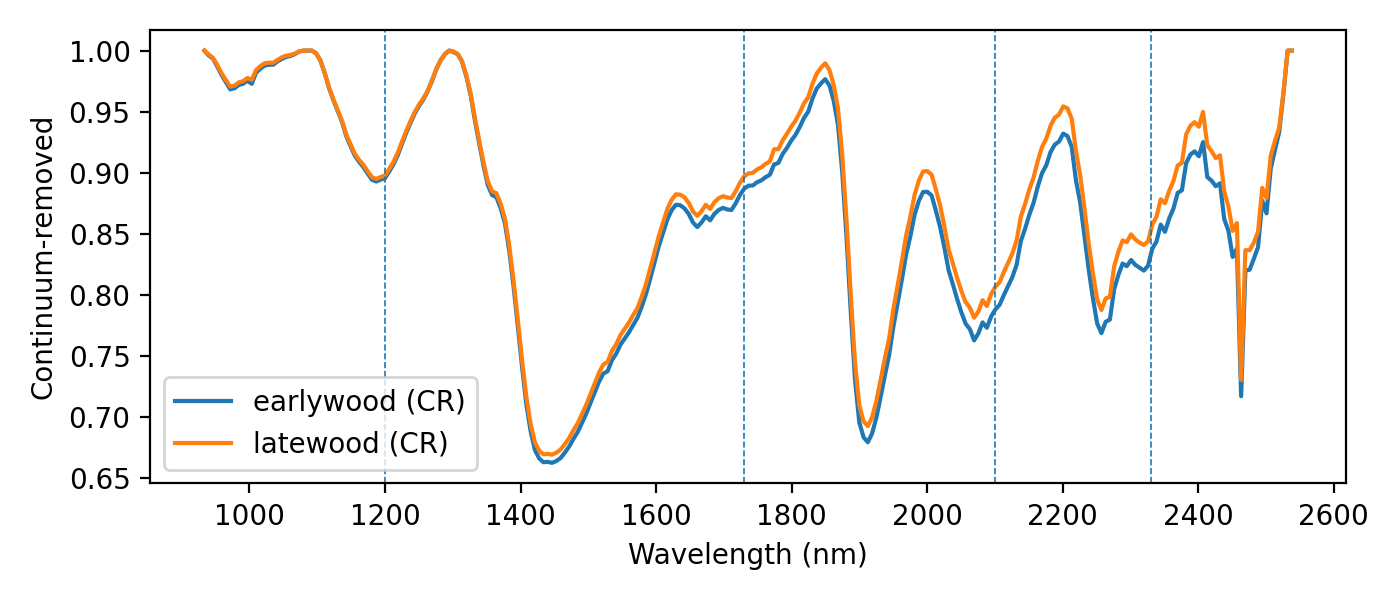 1.00
0.95
0.90
0.85
0.80
0.75
0.70
0.65
Continuum-removed
earlywood (CR)
latewood (CR)
1000 1200 1400 1600 1800 2000 2200 2400 2600
Wavelength (nm)